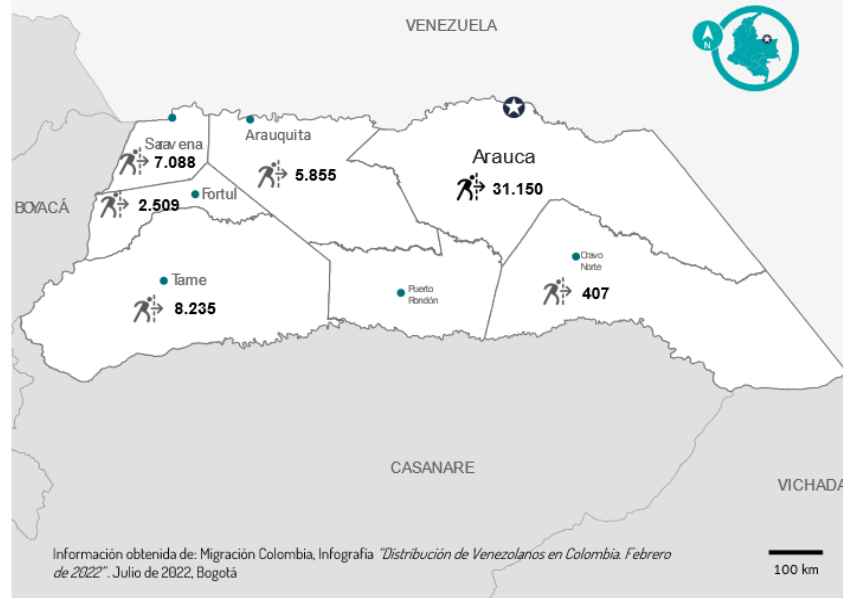 VENEZUELA
N
Saravena
7.088
Arauquita
5.855
Arauca
31.150
BOYACÁ
Fortul
2.509
Tame
8.235
Puerto
Rondón
Cravo
Norte
407
CASANARE
VICHADA
Información obtenida de: Migración Colombia, Infografia "Distribución de Venezolanos en Colombia. Febrero
de 2022". Julio de 2022, Bogotá
100 km